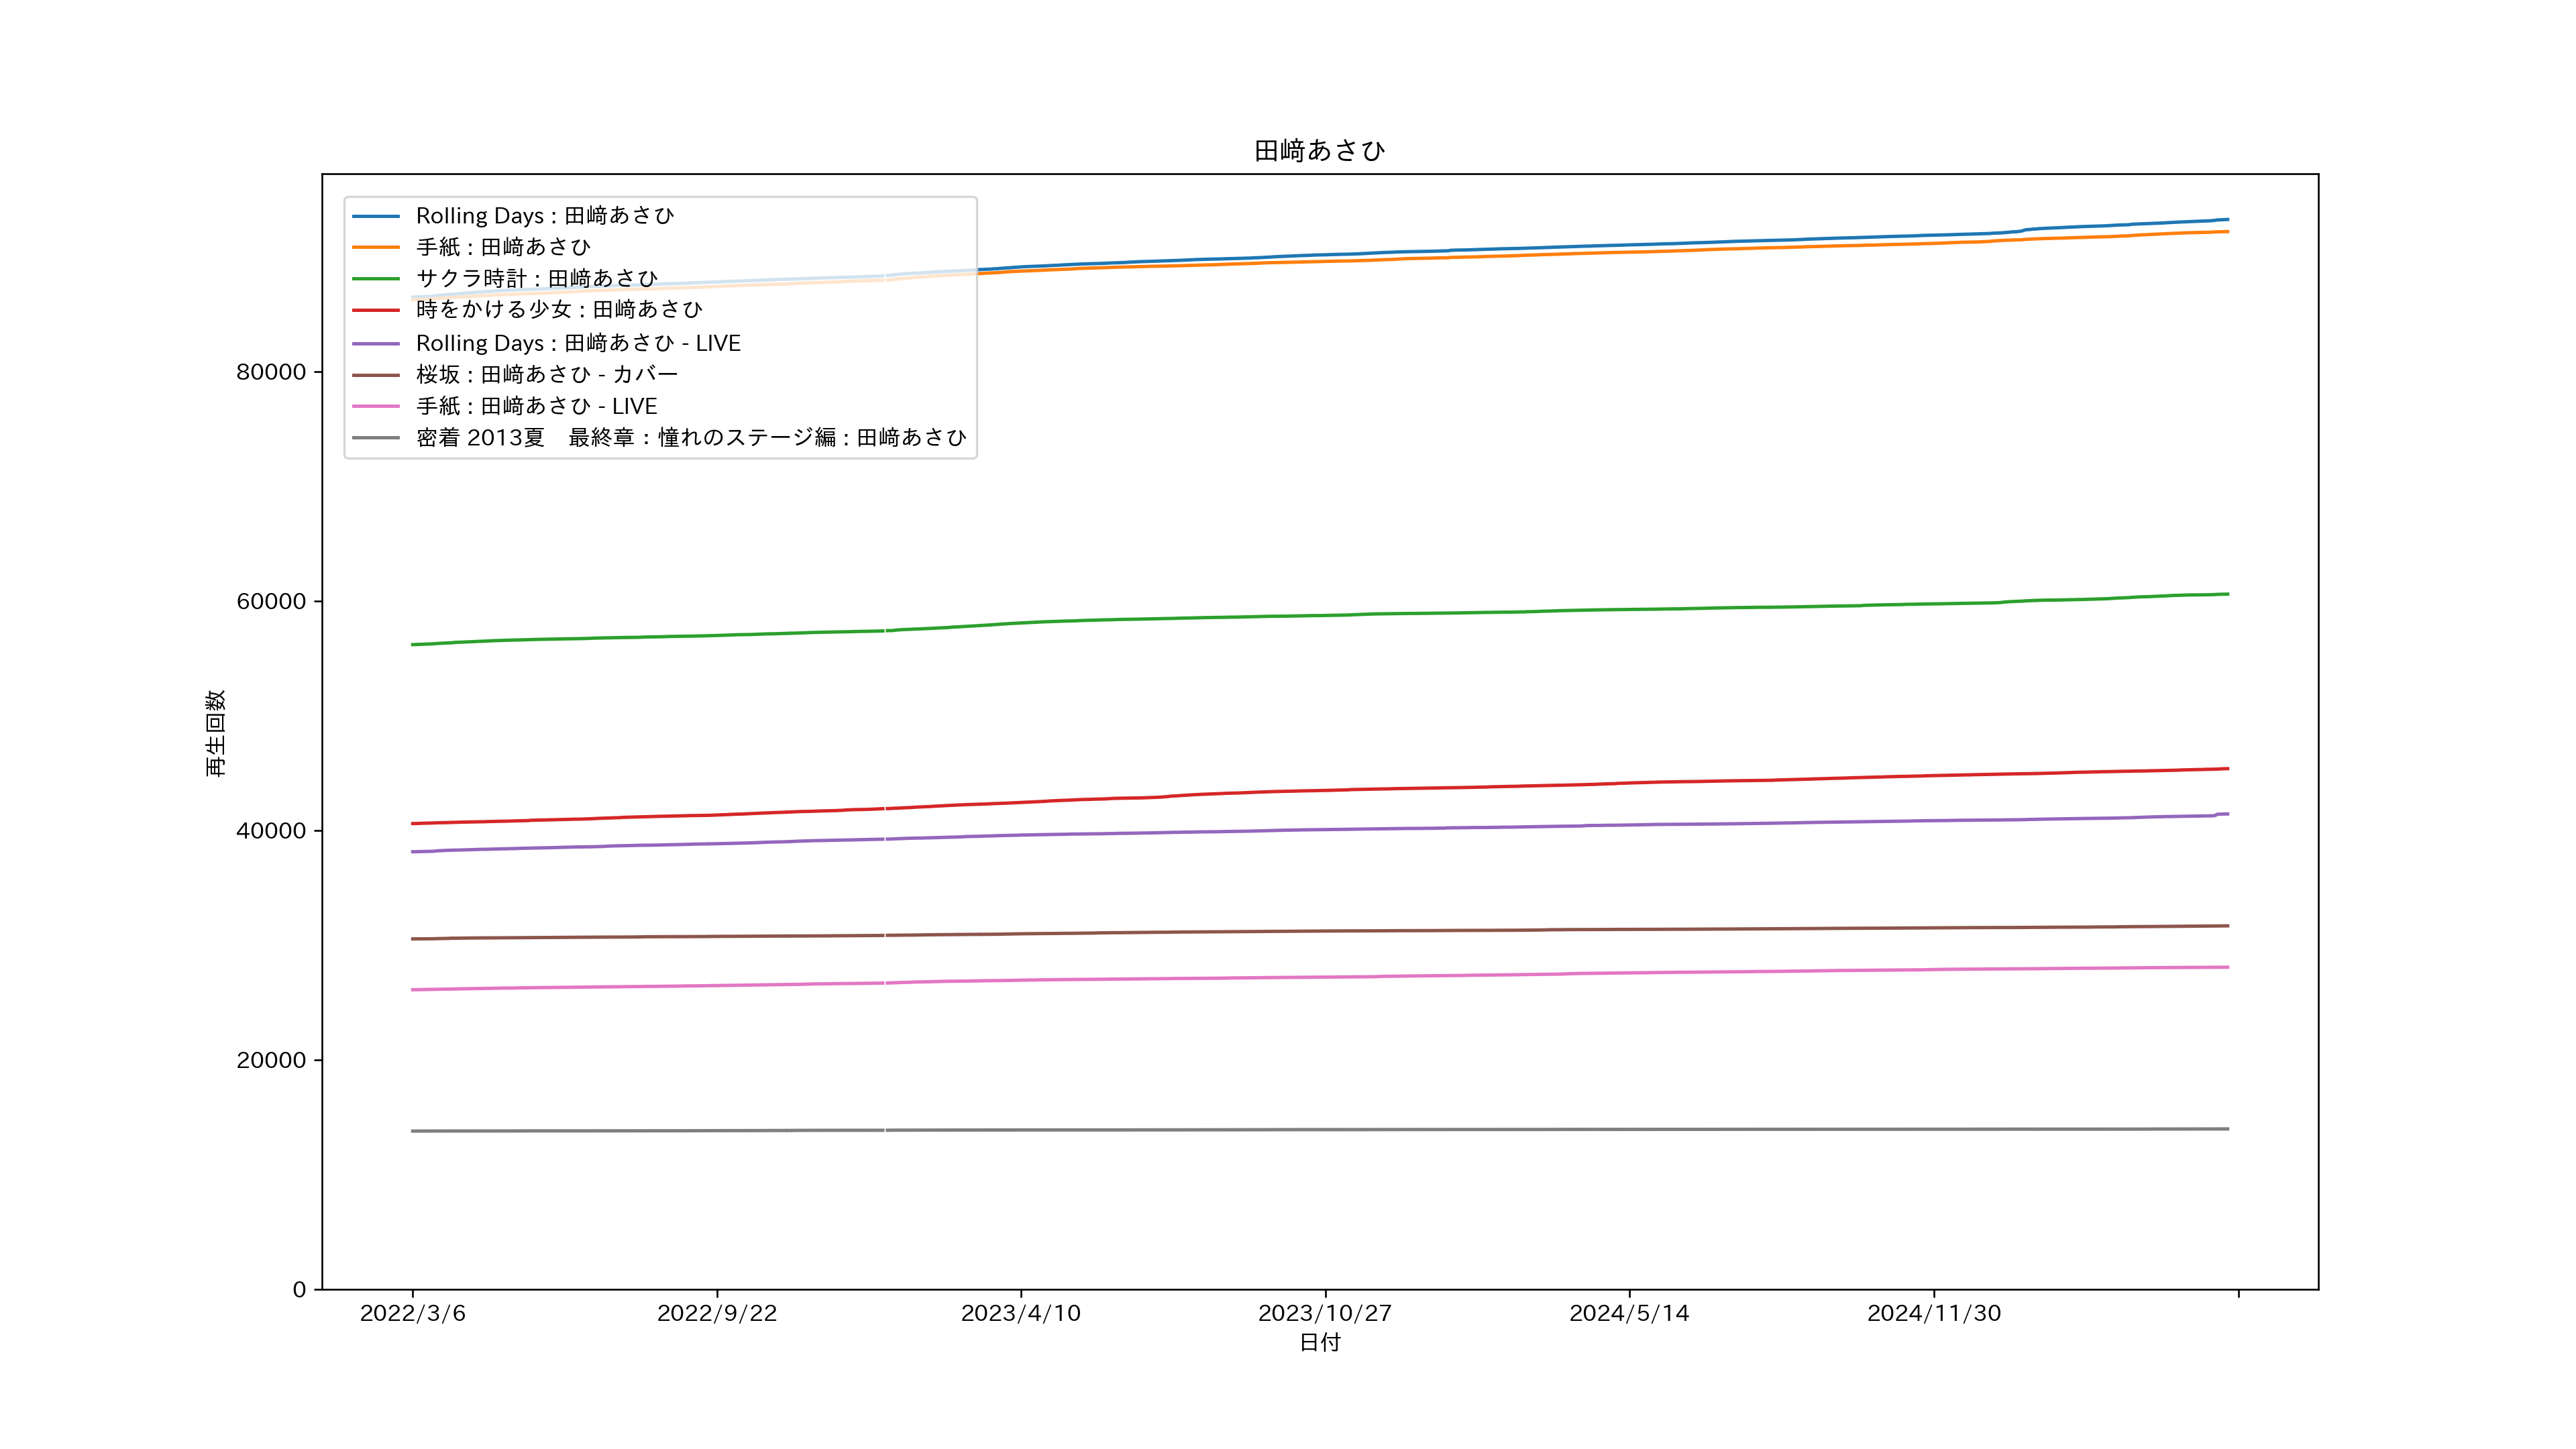 田﨑あさひ
Rolling Days : 田﨑あさひ
手紙 : 田﨑あさひ
サクラ時計 : 田﨑あさひ
時をかける少女 : 田﨑あさひ
Rolling Days : 田﨑あさひ - LIVE
桜坂 : 田﨑あさひ - カバー
手紙 : 田﨑あさひ - LIVE
密着 2013夏　最終章：憧れのステージ編 : 田﨑あさひ
80000
60000
40000
20000
0
再生回数
2022/3/6
2022/9/22
2023/4/10
2023/10/27
2024/5/14
2024/11/30
日付